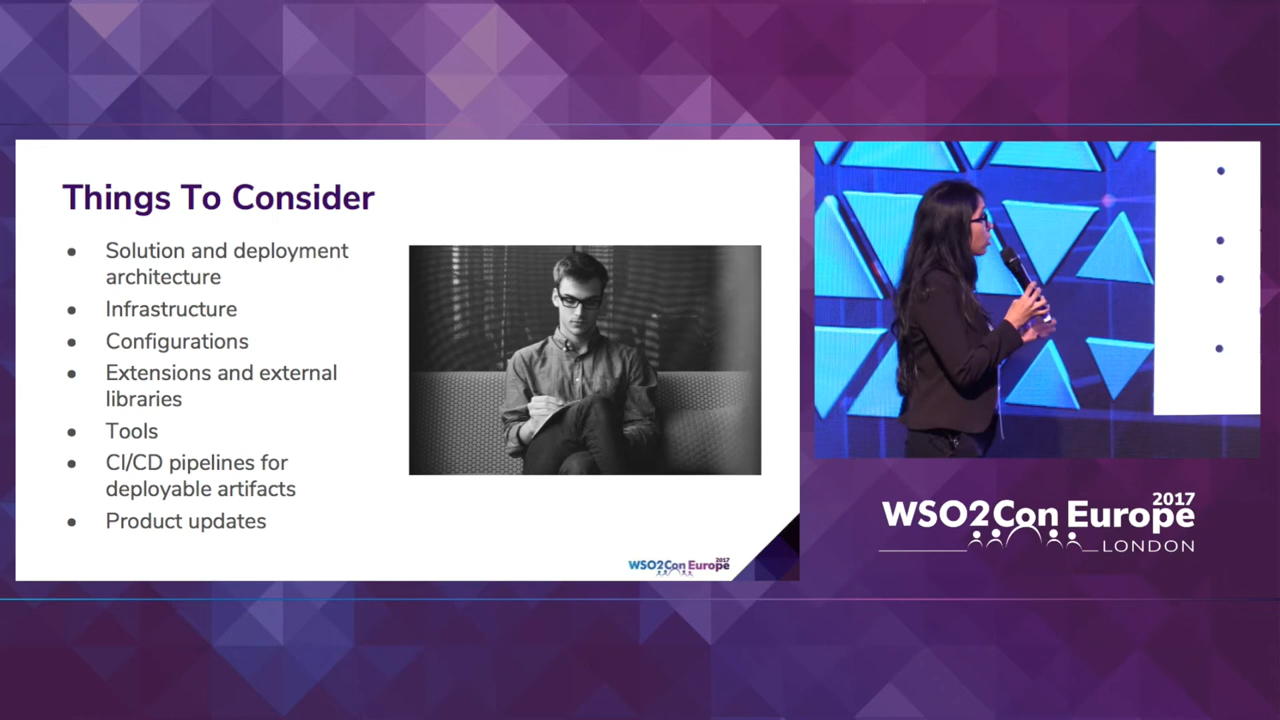 Things To Consider
● Solution and deployment
architecture
● Infrastructure
● Configurations
● Extensions and external
libraries
● Tools
● CI/CD pipelines for
deployable artifacts
● Product updates
WSO2Con Europe 2017
WSO2Con Europe 2017
LONDON